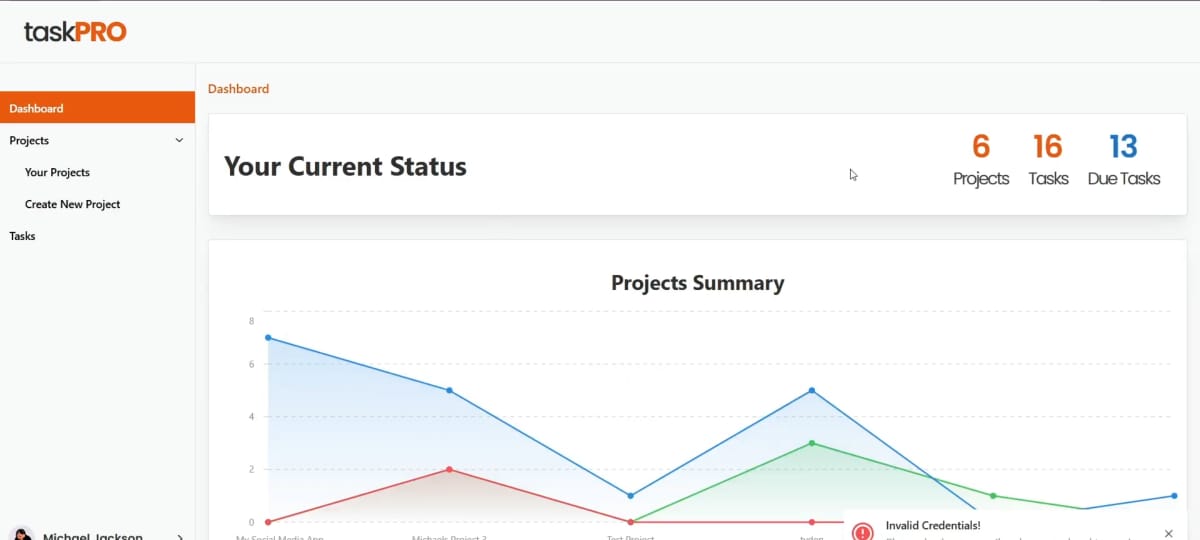 taskPRO
Dashboard
Dashboard
Projects
Your Projects
Create New Project
Tasks
Your Current Status
6
Projects
16
Tasks
13
Due Tasks
Projects Summary
8
6
4
2
0
My Social Media App
Michaels Project 2
Test Project
Invalid Credentials!
Michael Jackson